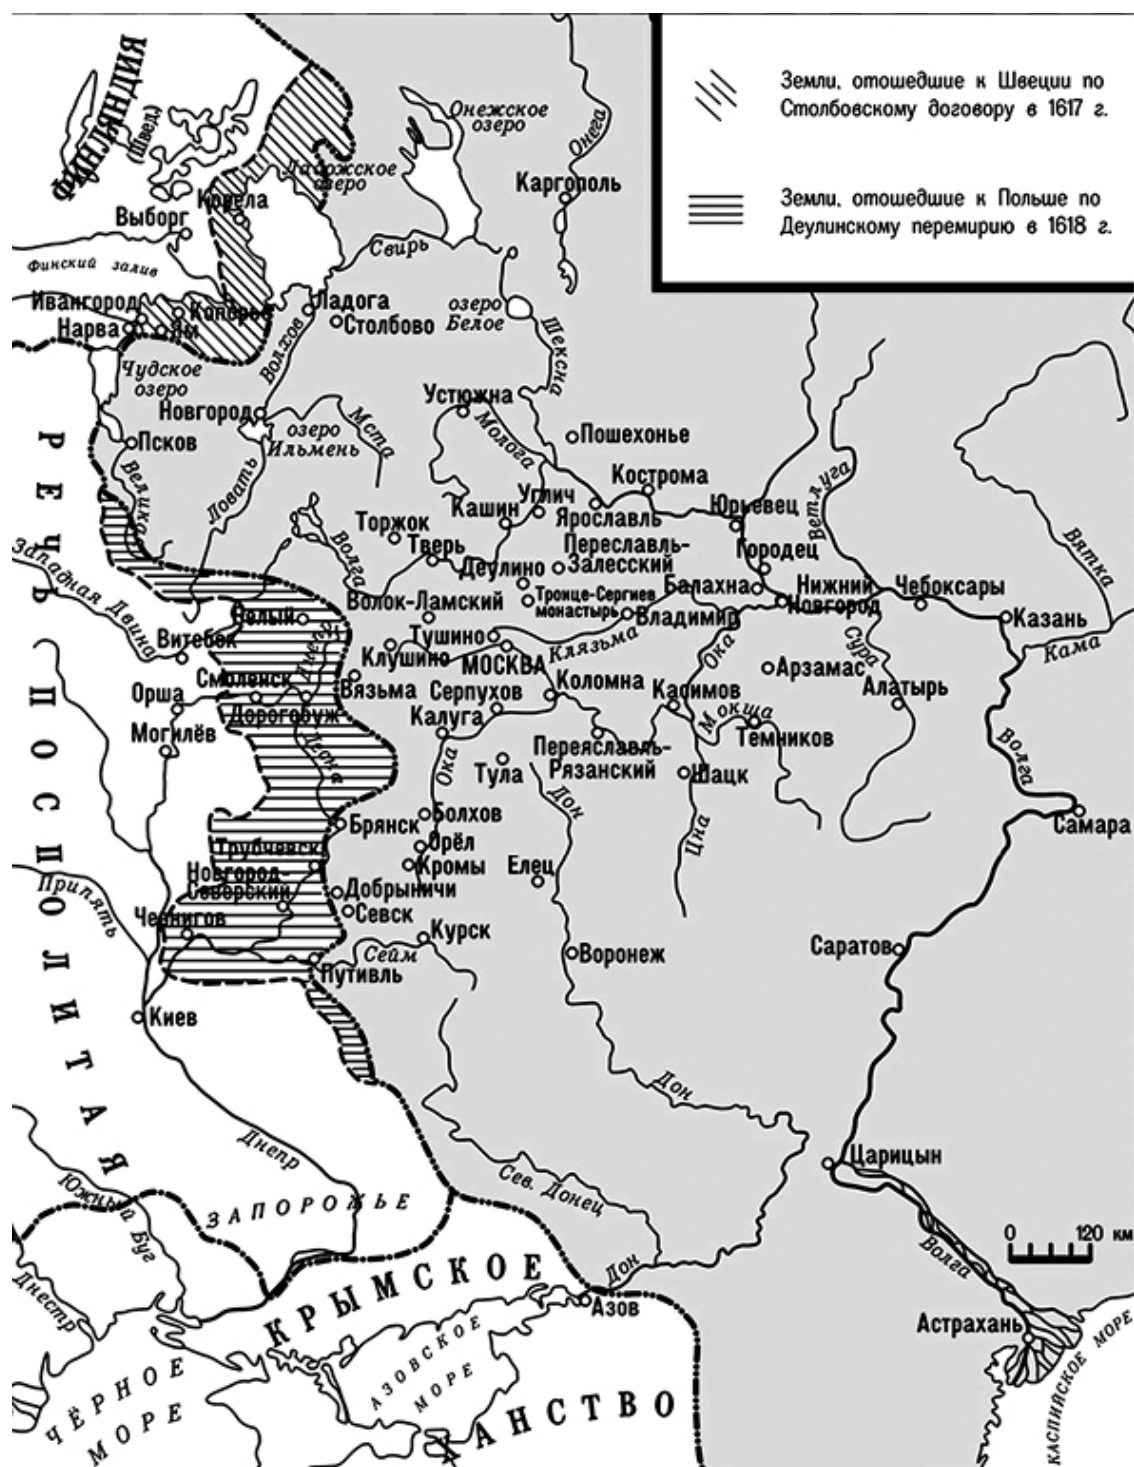 Земли, отошедшие к Швеции по
Столбовскому договору в 1617 г.
Земли, отошедшие к Польше по
Деулинскому перемирию в 1618 г.
ФИНЛЯНДИЯ
(Швед.)
Онежское
озеро
Онега
Ладожское
озеро
Каргополь
Корела
Выборг
Свирь
Финский залив
Ивангород
Копорье
Ладога
озеро
Белое
Нарва
Ям
Столбово
Волхов
Шексна
Чудское
озеро
Устюжна
Новгород
Мста
озеро
Ильмень
Молога
Пошехонье
Псков
Великая
Ловать
Кострома
Ветлуга
Углич
Юрьевец
Кашин
Ярославль
Торжок
Волга
Тверь
Переславль-
Залесский
Городец
Вятка
Западная Двина
Деулино
Балахна
Нижний
Новгород
Чебоксары
Волок-Ламский
Троице-Сергиев
монастырь
Владимир
Казань
Белый
Днепр
Тушино
Клязьма
Ока
Сура
Кама
Витебск
Клушино
МОСКВА
Арзамас
Смоленск
Вязьма
Серпухов
Коломна
Касимов
Алатырь
Орша
Дорогобуж
Калуга
Мокша
Могилёв
Десна
Темников
Ока
Переяславль-
Рязанский
Волга
Тула
Шацк
Дон
Болхов
Самара
Брянск
Цна
Орёл
Трубчевск
Кромы
Елец
Новгород-
Северский
Припять
Добрыничи
Чернигов
Севск
Курск
Сейм
Саратов
Воронеж
Путивль
Киев
РЕЧЬ ПОСПОЛИТАЯ
Дон
Днепр
Царицын
Южный Буг
Сев. Донец
ЗАПОРОЖЬЕ
0 120 км
Волга
Днестр
Дон
КРЫМСКОЕ
Азов
Астрахань
АЗОВСКОЕ
МОРЕ
ЧЁРНОЕ
МОРЕ
ХАНСТВО
КАСПИЙСКОЕ МОРЕ